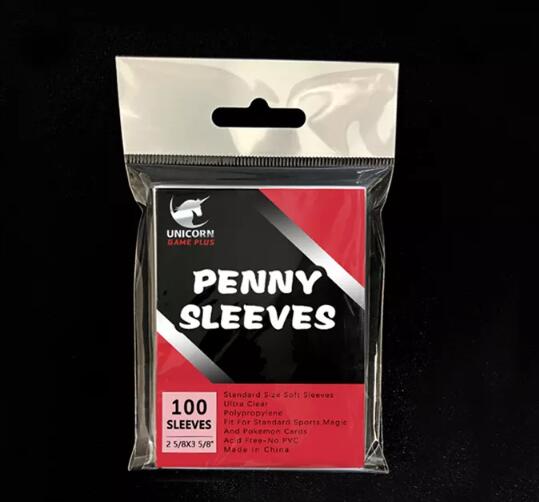 UNICORN
GAME PLUS
PENNY
SLEEVES
100
SLEEVES
2 5/8X3 5/8"
Standard Size Soft Sleeves
Ultra Clear
Polypropylene
Fit For Standard Sports Magic
And Pokemon Cards
Acid Free-No PVC
Made In China